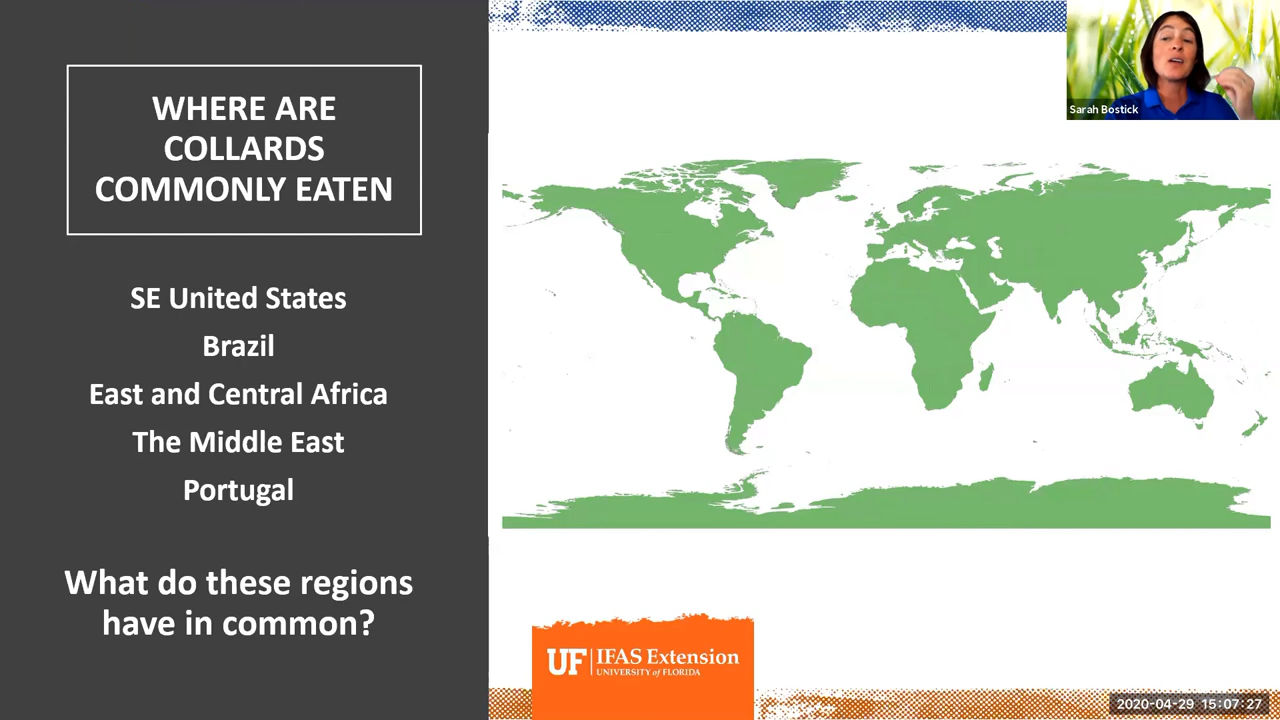 WHERE ARE
COLLARDS
COMMONLY EATEN
SE United States
Brazil
East and Central Africa
The Middle East
Portugal
What do these regions
have in common?
Sarah Bostick
UF IFAS Extension
UNIVERSITY of FLORIDA
2020-04-29 15:07:27